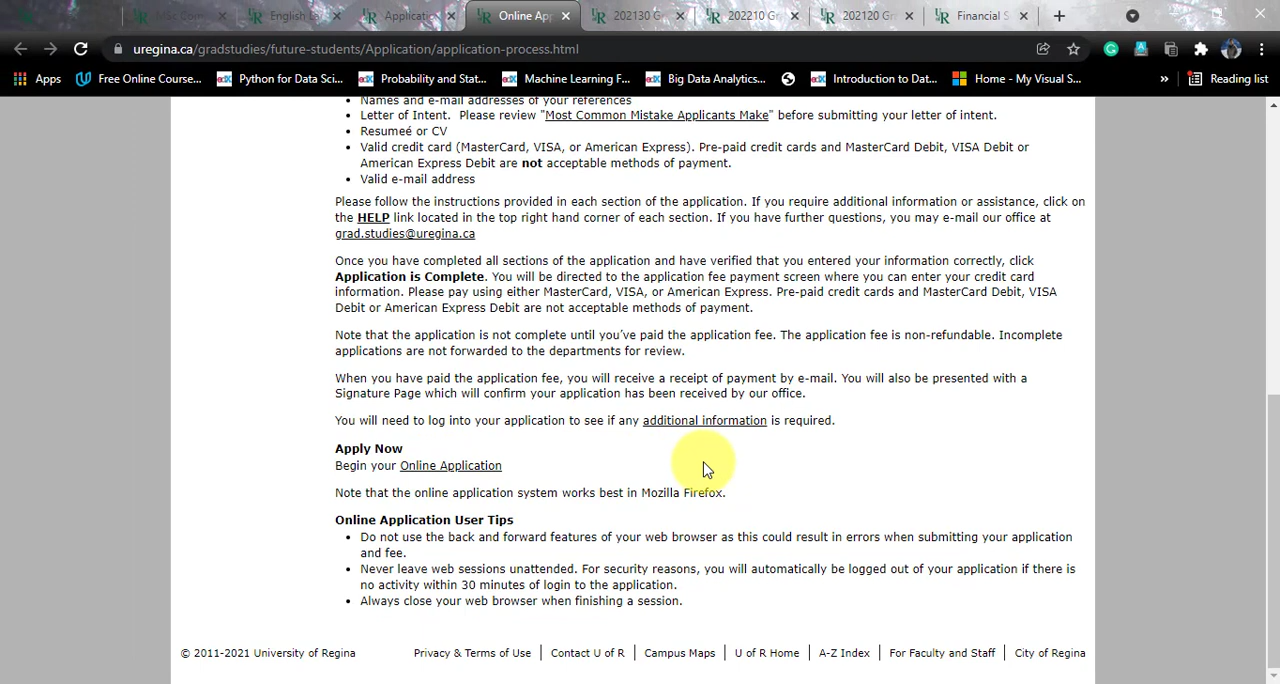 MSc Com
English La
Application
Online App
202130 Gr
202210 Gr
202120 Gr
Financial S
uregina.ca/gradstudies/future-students/Application/application-process.html
Apps
Free Online Course...
Python for Data Sci...
Probability and Stat...
Machine Learning F...
Big Data Analytics...
Introduction to Dat...
Home - My Visual S...
»
Reading list
• Names and e-mail addresses of your references
• Letter of Intent. Please review "Most Common Mistake Applicants Make" before submitting your letter of intent.
• Resumeé or CV
• Valid credit card (MasterCard, VISA, or American Express). Pre-paid credit cards and MasterCard Debit, VISA Debit or
American Express Debit are not acceptable methods of payment.
• Valid e-mail address
Please follow the instructions provided in each section of the application. If you require additional information or assistance, click on
the HELP link located in the top right hand corner of each section. If you have further questions, you may e-mail our office at
grad.studies@uregina.ca
Once you have completed all sections of the application and have verified that you entered your information correctly, click
Application is Complete. You will be directed to the application fee payment screen where you can enter your credit card
information. Please pay using either MasterCard, VISA, or American Express. Pre-paid credit cards and MasterCard Debit, VISA
Debit or American Express Debit are not acceptable methods of payment.
Note that the application is not complete until you've paid the application fee. The application fee is non-refundable. Incomplete
applications are not forwarded to the departments for review.
When you have paid the application fee, you will receive a receipt of payment by e-mail. You will also be presented with a
Signature Page which will confirm your application has been received by our office.
You will need to log into your application to see if any additional information is required.
Apply Now
Begin your Online Application
Note that the online application system works best in Mozilla Firefox.
Online Application User Tips
• Do not use the back and forward features of your web browser as this could result in errors when submitting your application
and fee.
• Never leave web sessions unattended. For security reasons, you will automatically be logged out of your application if there is
no activity within 30 minutes of login to the application.
• Always close your web browser when finishing a session.
© 2011-2021 University of Regina
Privacy & Terms of Use | Contact U of R | Campus Maps | U of R Home | A-Z Index | For Faculty and Staff | City of Regina